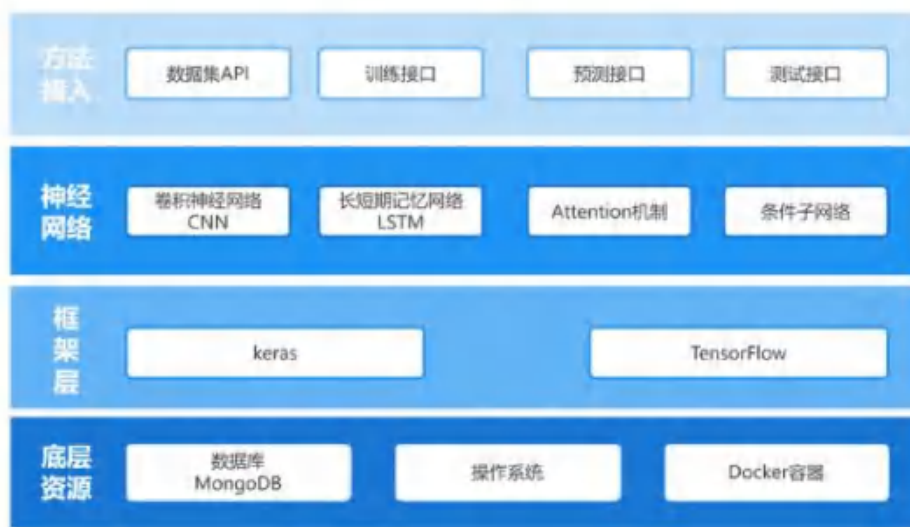 方法
接入
数据集API
训练接口
预测接口
测试接口
神经
网络
卷积神经网络
CNN
长短期记忆网络
LSTM
Attention机制
条件子网络
框
架
层
keras
TensorFlow
底层
资源
数据库
MongoDB
操作系统
Docker容器